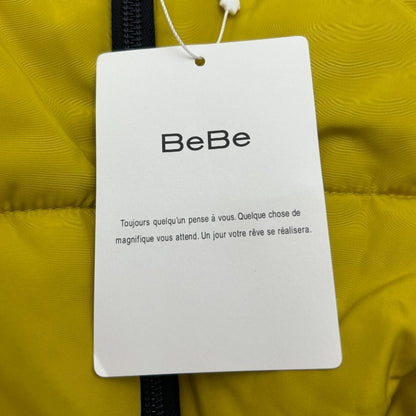 BeBe
Toujours quelqu'un pense à vous. Quelque chose de
magnifique vous attend. Un jour votre rêve se réalisera.